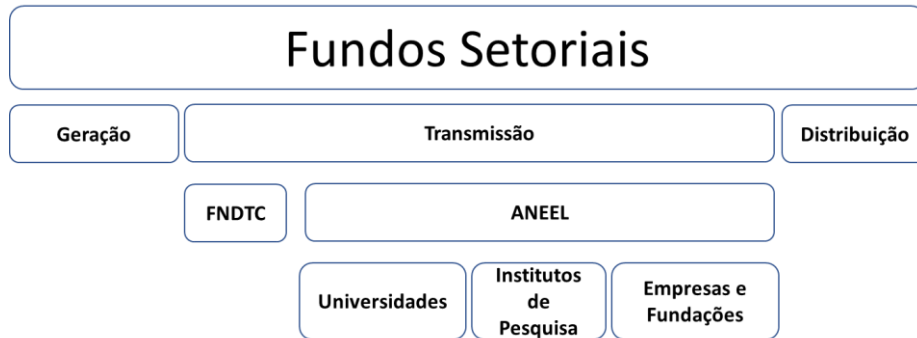 Fundos Setoriais
Geração
Transmissão
Distribuição
FNDTC
ANEEL
Universidades
Institutos
de
Pesquisa
Empresas e
Fundações